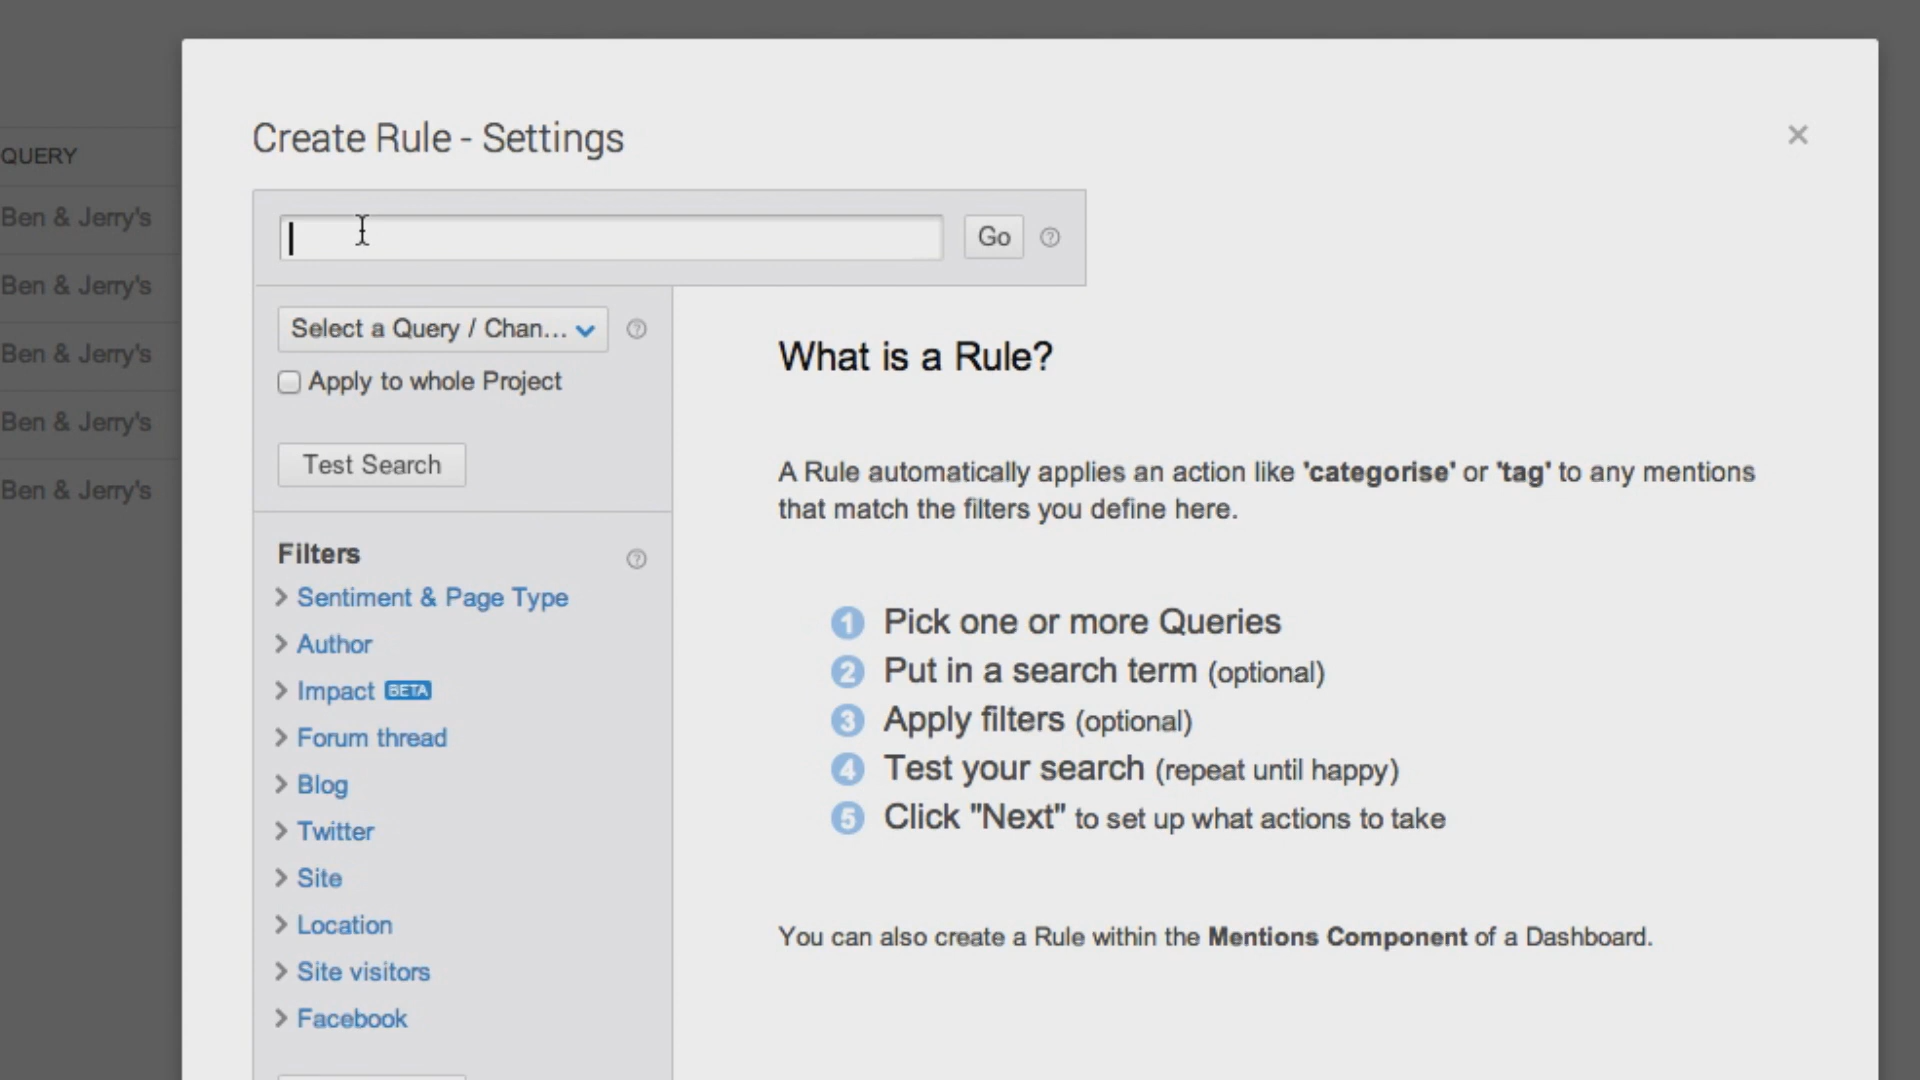 QUERY
Ben & Jerry's
Ben & Jerry's
Ben & Jerry's
Ben & Jerry's
Ben & Jerry's
Create Rule - Settings
Go
Select a Query / Chan...
Apply to whole Project
Test Search
Filters
Sentiment & Page Type
Author
Impact BETA
Forum thread
Blog
Twitter
Site
Location
Site visitors
Facebook
What is a Rule?
A Rule automatically applies an action like 'categorise' or 'tag' to any mentions
that match the filters you define here.
1 Pick one or more Queries
2 Put in a search term (optional)
3 Apply filters (optional)
4 Test your search (repeat until happy)
5 Click "Next" to set up what actions to take
You can also create a Rule within the Mentions Component of a Dashboard.